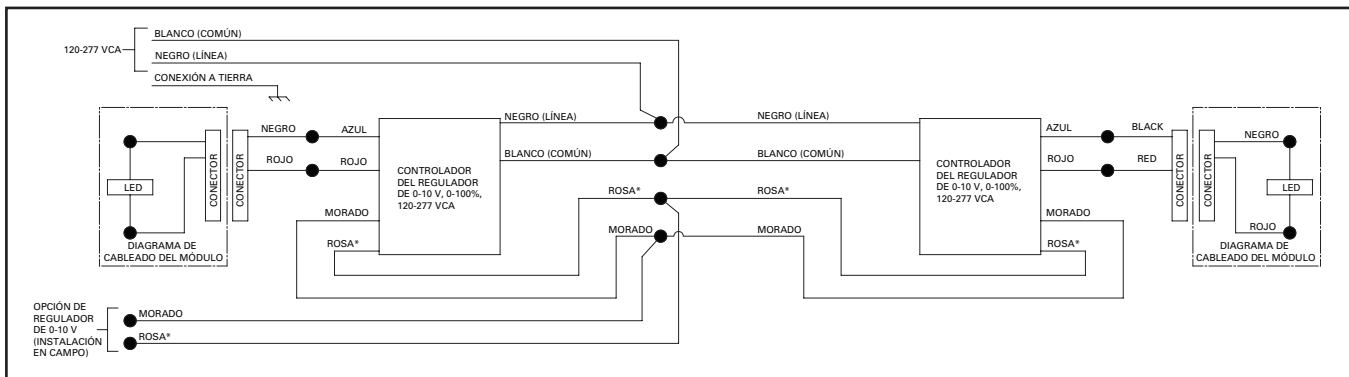 BLANCO (COMÚN)
120-277 VCA
NEGRO (LÍNEA)
CONEXIÓN A TIERRA
NEGRO
AZUL
NEGRO (LÍNEA)
NEGRO (LÍNEA)
AZUL
BLACK
NEGRO
LED
CONECTOR
CONECTOR
ROJO
ROJO
CONTROLADOR
DEL REGULADOR
DE 0-10 V, 0-100%,
120-277 VCA
BLANCO (COMÚN)
BLANCO (COMÚN)
CONTROLADOR
DEL REGULADOR
DE 0-10 V, 0-100%,
120-277 VCA
ROJO
RED
CONECTOR
CONECTOR
LED
ROSA*
ROSA*
MORADO
MORADO
ROJO
MORADO
MORADO
ROSA*
ROSA*
DIAGRAMA DE
CABLEADO DEL MÓDULO
DIAGRAMA DE
CABLEADO DEL MÓDULO
OPCIÓN DE
REGULADOR
DE 0-10 V
(INSTALACIÓN
EN CAMPO)
MORADO
ROSA*